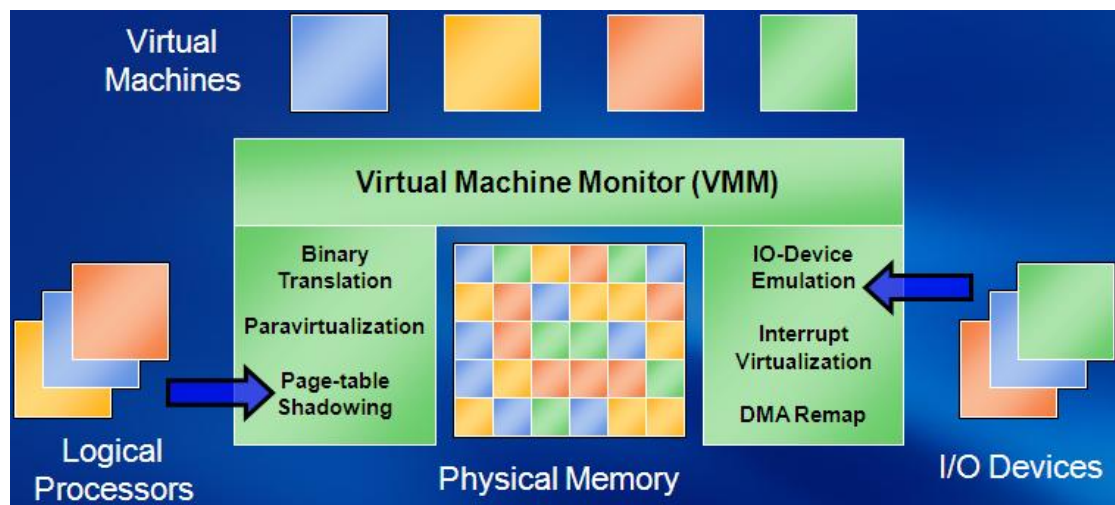 Virtual
Machines
Virtual Machine Monitor (VMM)
Binary
Translation
Paravirtualization
Page-table
Shadowing
IO-Device
Emulation
Interrupt
Virtualization
DMA Remap
Logical
Processors
Physical Memory
I/O Devices